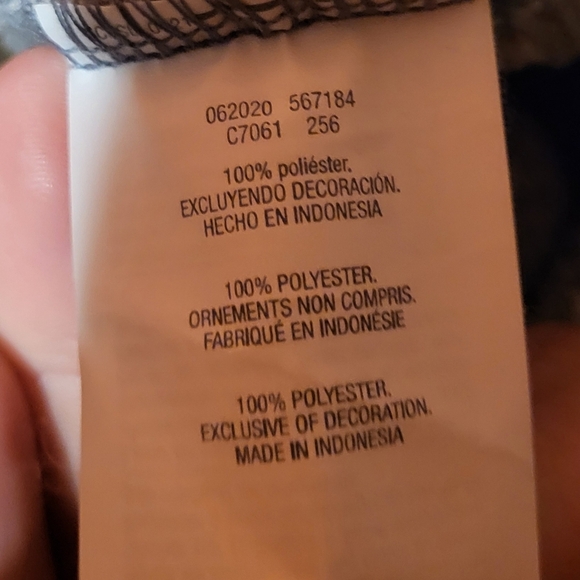 062020 567184
C7061 256
100% poliéster.
EXCLUYENDO DECORACIÓN.
HECHO EN INDONESIA
100% POLYESTER.
ORNEMENTS NON COMPRIS.
FABRIQUÉ EN INDONÉSIE
100% POLYESTER.
EXCLUSIVE OF DECORATION.
MADE IN INDONESIA